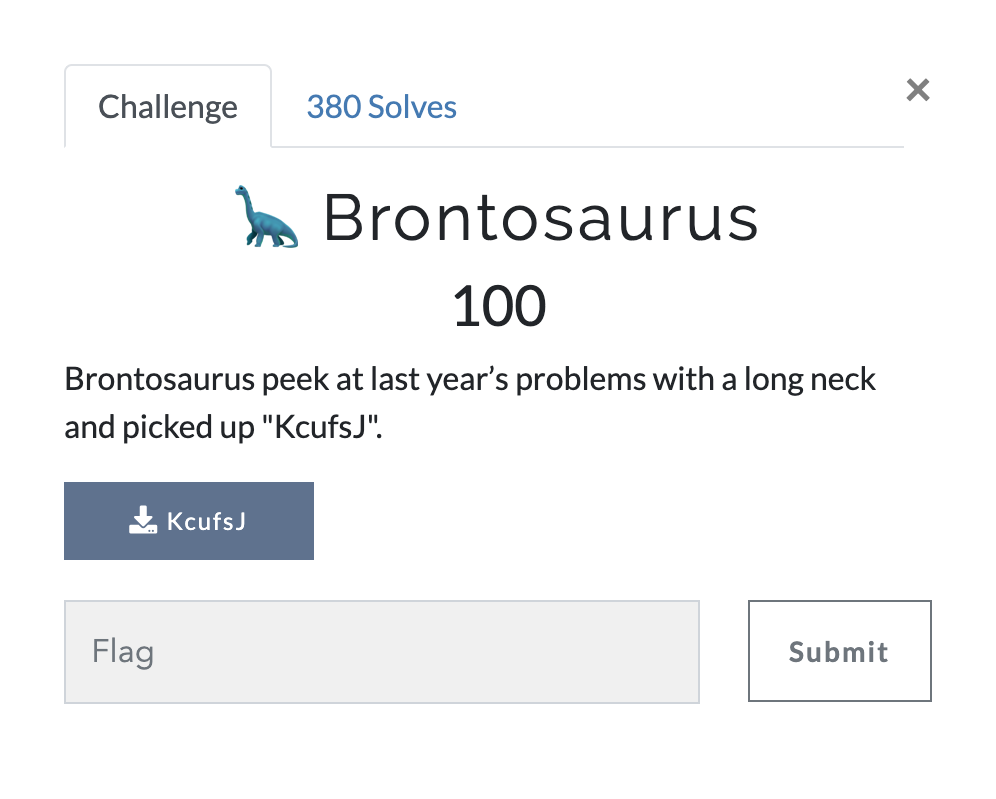 Challenge
380 Solves
×
🦕 Brontosaurus
100
Brontosaurus peek at last year’s problems with a long neck
and picked up "KcufsJ".
KcufsJ
Flag
Submit